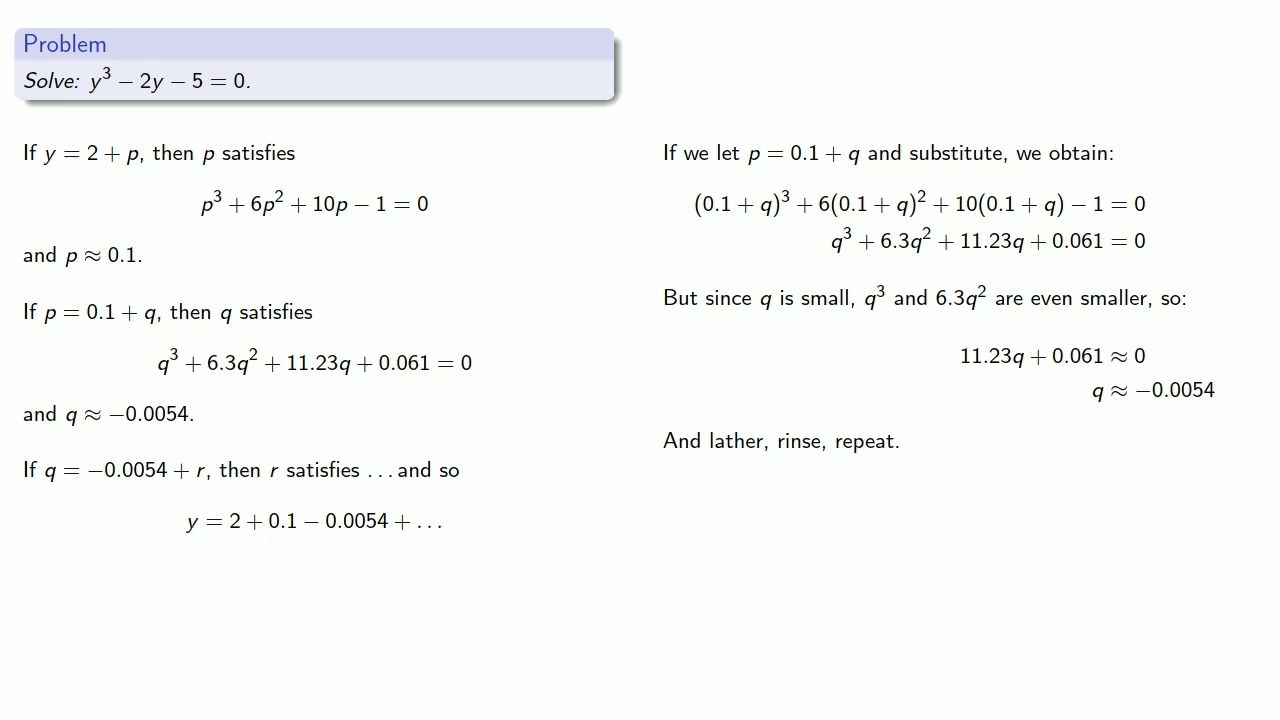 Problem
Solve: y³ − 2y − 5 = 0.
If y = 2 + p, then p satisfies
p³ + 6p² + 10p − 1 = 0
and p ≈ 0.1.
If p = 0.1 + q, then q satisfies
q³ + 6.3q² + 11.23q + 0.061 = 0
and q ≈ −0.0054.
If q = −0.0054 + r, then r satisfies ... and so
y = 2 + 0.1 − 0.0054 + ...
If we let p = 0.1 + q and substitute, we obtain:
(0.1 + q)³ + 6(0.1 + q)² + 10(0.1 + q) − 1 = 0
q³ + 6.3q² + 11.23q + 0.061 = 0
But since q is small, q³ and 6.3q² are even smaller, so:
11.23q + 0.061 ≈ 0
q ≈ −0.0054
And lather, rinse, repeat.